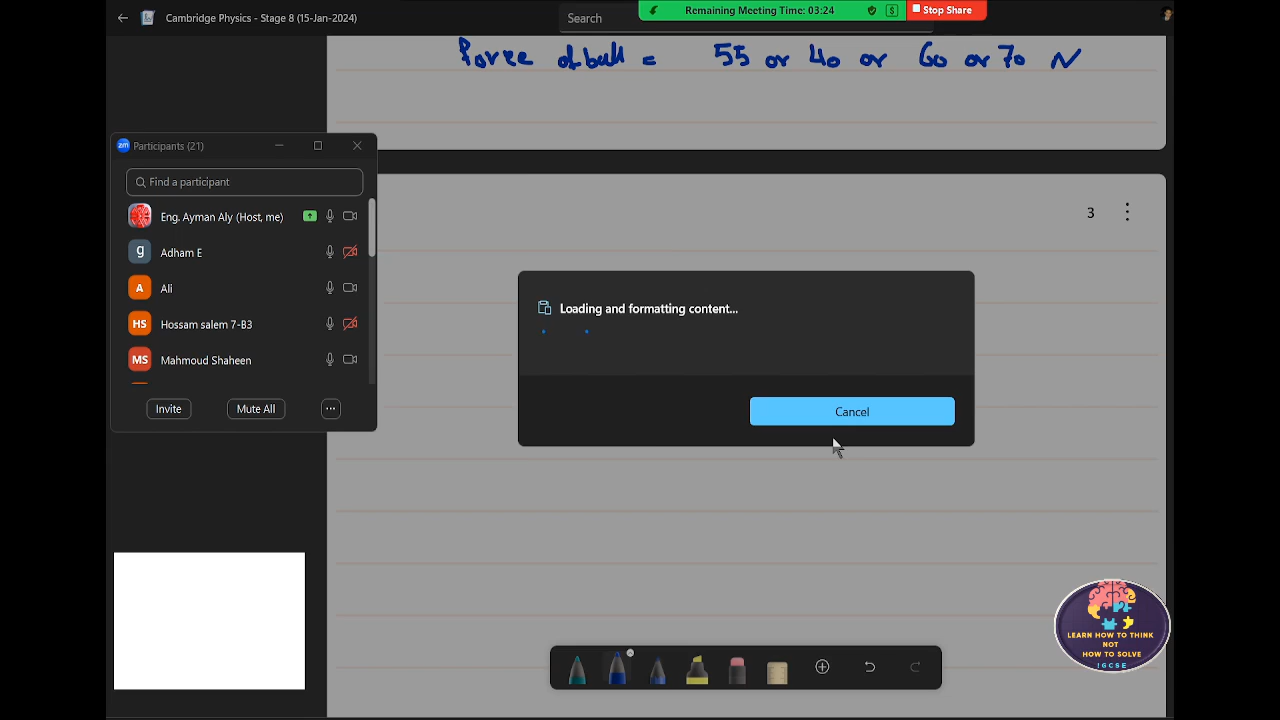 Cambridge Physics - Stage 8 (15-Jan-2024)
Search
Remaining Meeting Time: 03:24
Stop Share
Force of ball = 55 or 40 or 60 or 70 N
zm Participants (21)
Find a participant
Eng. Ayman Aly (Host, me)
g Adham E
A Ali
HS Hossam salem 7-B3
MS Mahmoud Shaheen
Invite
Mute All
...
3
Loading and formatting content...
Cancel
LEARN HOW TO THINK
NOT
HOW TO SOLVE
IGCSE